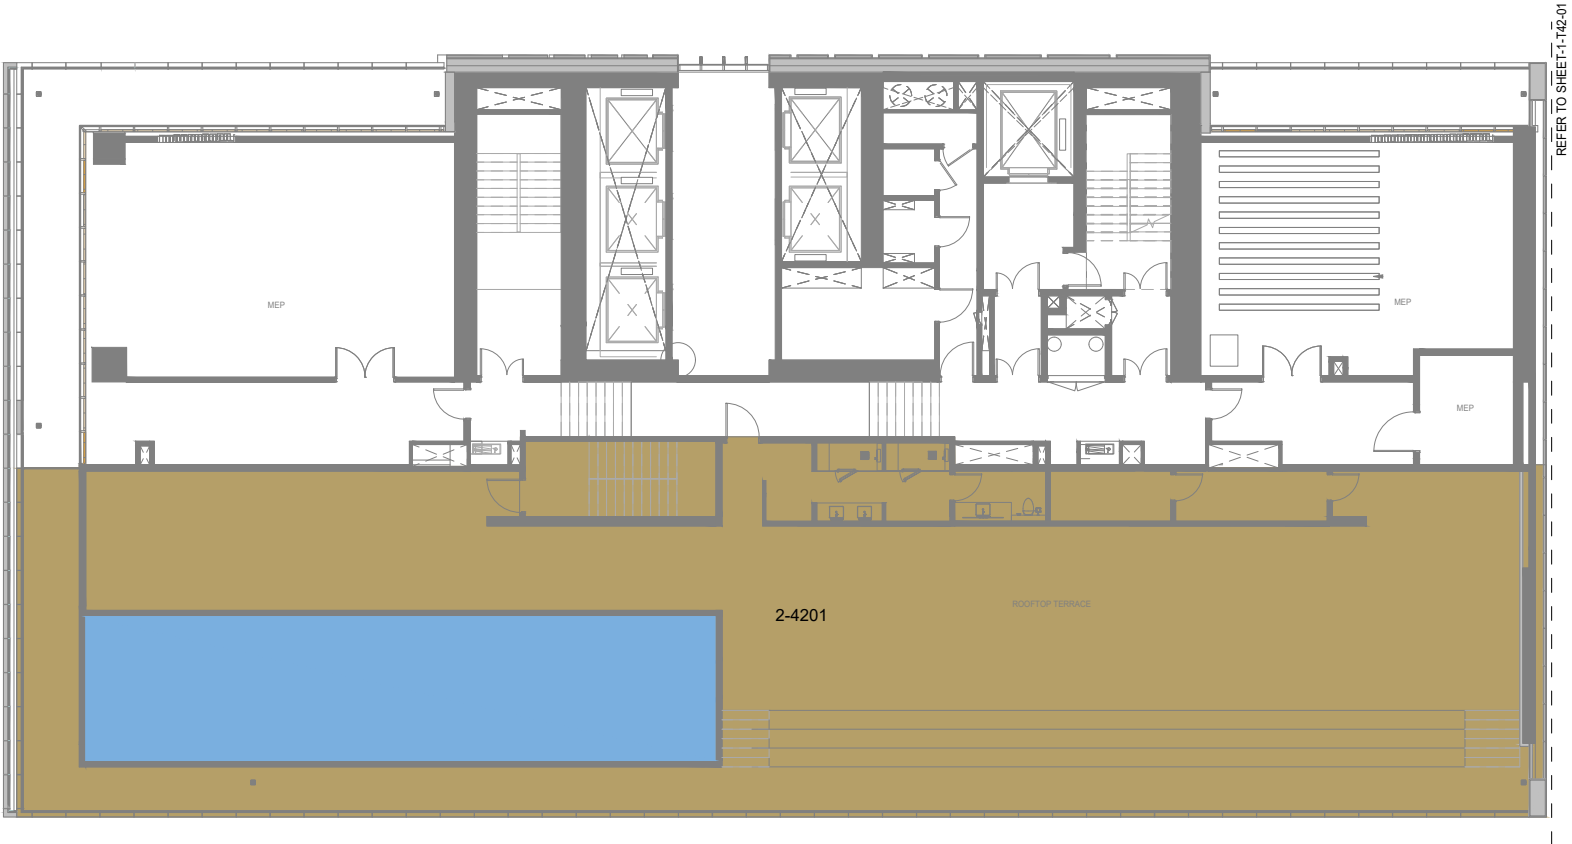 REFER TO SHEET-1-T42-01
MEP
MEP
MEP
ROOFTOP TERRACE
2-4201